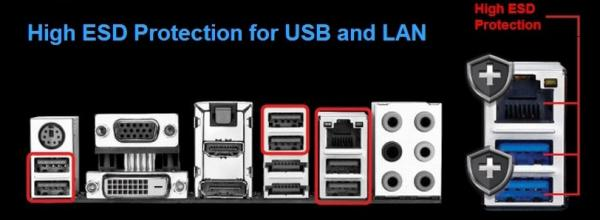 High ESD Protection for USB and LAN
High ESD
Protection